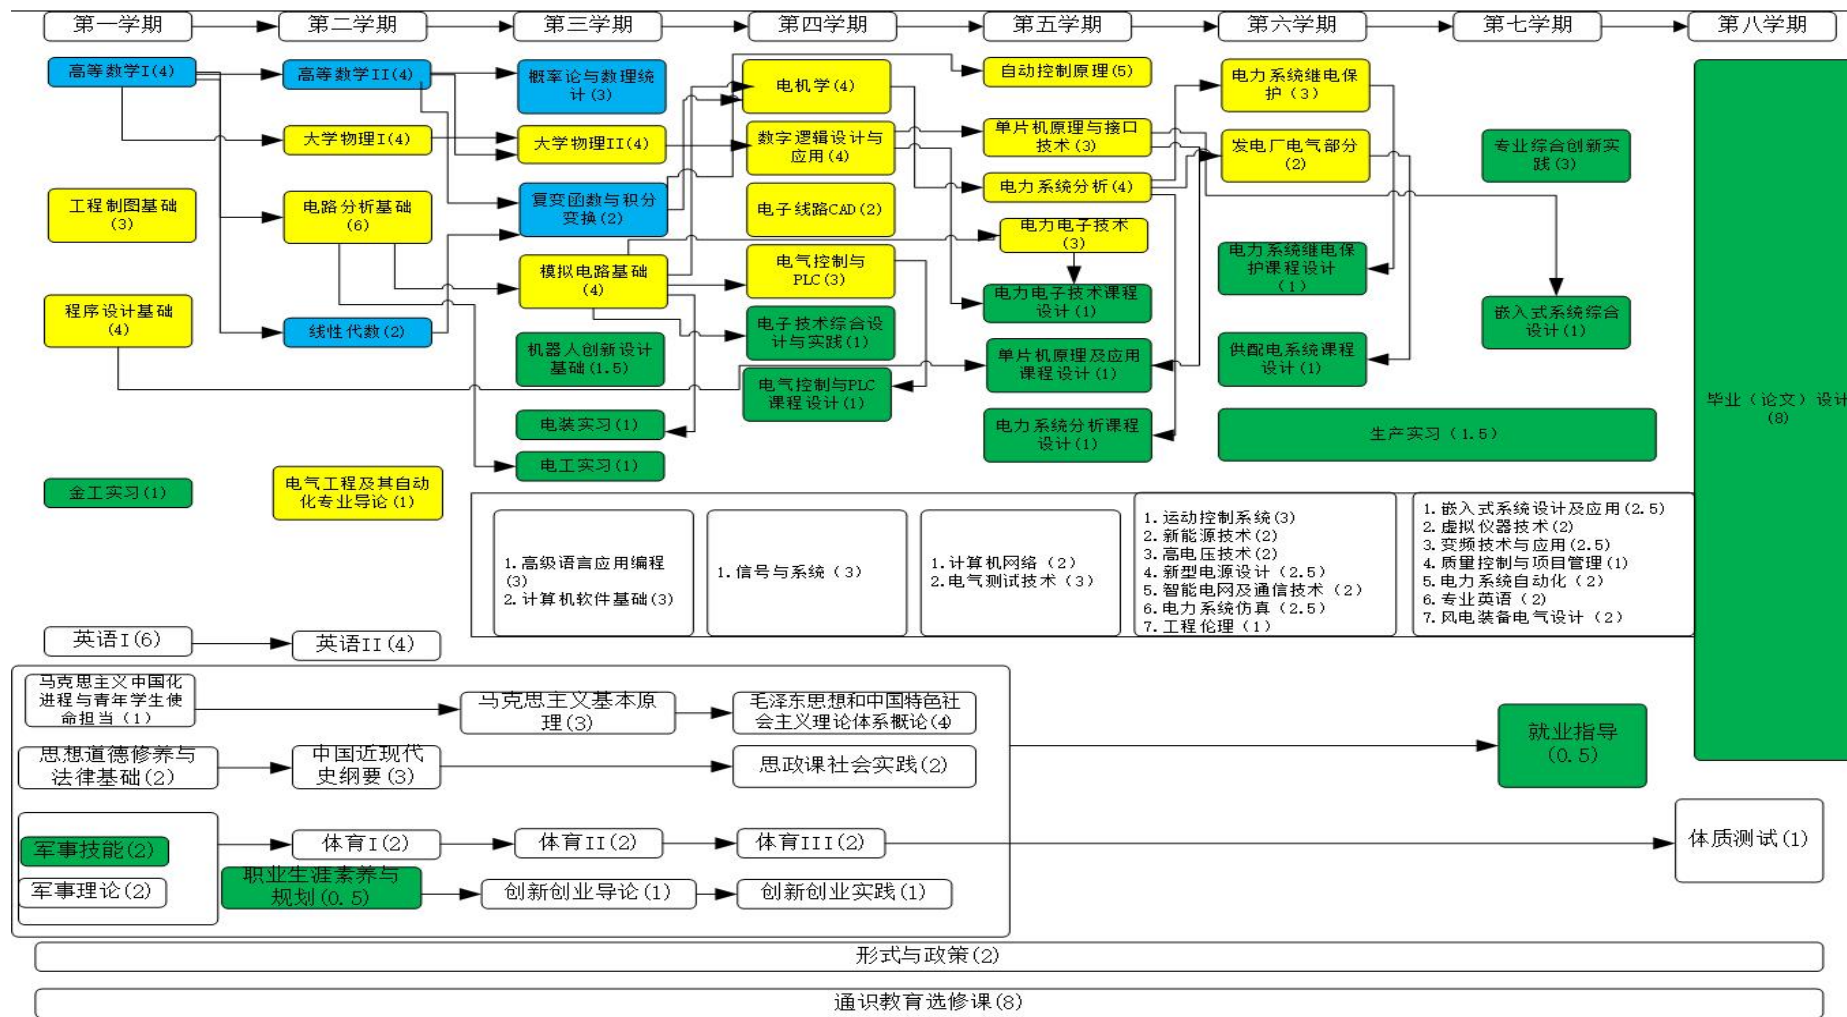 第一学期
第二学期
第三学期
第四学期
第五学期
第六学期
第七学期
第八学期
高等数学I(4)
工程制图基础
(3)
程序设计基础
(4)
金工实习(1)
高等数学II(4)
大学物理I(4)
电路分析基础
(6)
线性代数(2)
电气工程及其自动
化专业导论(1)
概率论与数理统
计(3)
大学物理II(4)
复变函数与积分
变换(2)
模拟电路基础
(4)
机器人创新设计
基础(1.5)
电装实习(1)
电工实习(1)
电机学(4)
数字逻辑设计与
应用(4)
电子线路CAD(2)
电气控制与
PLC(3)
电子技术综合设
计与实践(1)
电气控制与PLC
课程设计(1)
自动控制原理(5)
单片机原理与接口
技术(3)
电力系统分析(4)
电力电子技术
(3)
电力电子技术课程
设计(1)
单片机原理及应用
课程设计(1)
电力系统分析课程
设计(1)
电力系统继电保
护(3)
发电厂电气部分
(2)
电力系统继电保
护课程设计
(1)
供配电系统课程
设计(1)
生产实习(1.5)
专业综合创新实
践(3)
嵌入式系统综合
设计(1)
毕业(论文)设计
(8)
1.高级语言应用编程
(3)
2.计算机软件基础(3)
1.信号与系统(3)
1.计算机网络(2)
2.电气测试技术(3)
1.运动控制系统(3)
2.新能源技术(2)
3.高电压技术(2)
4.新型电源设计(2.5)
5.智能电网及通信技术(2)
6.电力系统仿真(2.5)
7.工程伦理(1)
1.嵌入式系统设计及应用(2.5)
2.虚拟仪器技术(2)
3.变频技术与应用(2.5)
4.质量控制与项目管理(1)
5.电力系统自动化(2)
6.专业英语(2)
7.风电装备电气设计(2)
英语I(6)
英语II(4)
马克思主义中国化
进程与青年学生使
命担当(1)
马克思主义基本原
理(3)
毛泽东思想和中国特色社
会主义理论体系概论(4)
思想道德修养与
法律基础(2)
中国近现代
史纲要(3)
思政课社会实践(2)
就业指导
(0.5)
军事技能(2)
军事理论(2)
体育I(2)
体育II(2)
体育III(2)
体质测试(1)
职业生涯素养与
规划(0.5)
创新创业导论(1)
创新创业实践(1)
形式与政策(2)
通识教育选修课(8)